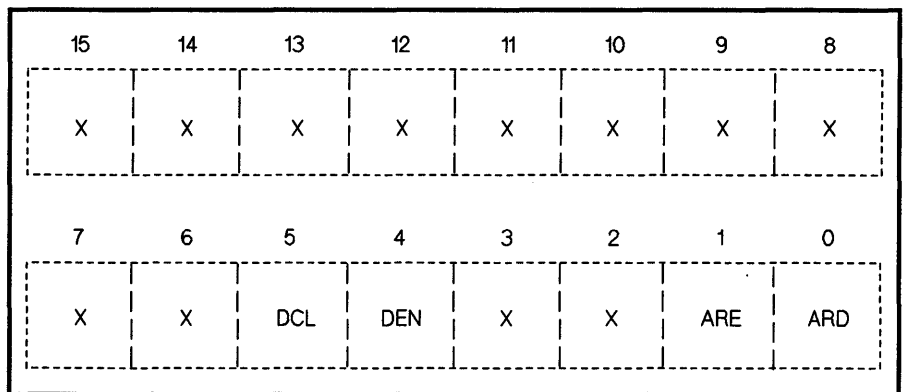 15 14 13 12 11 10 9 8
X X X X X X X X
7 6 5 4 3 2 1 0
X X DCL DEN X X ARE ARD